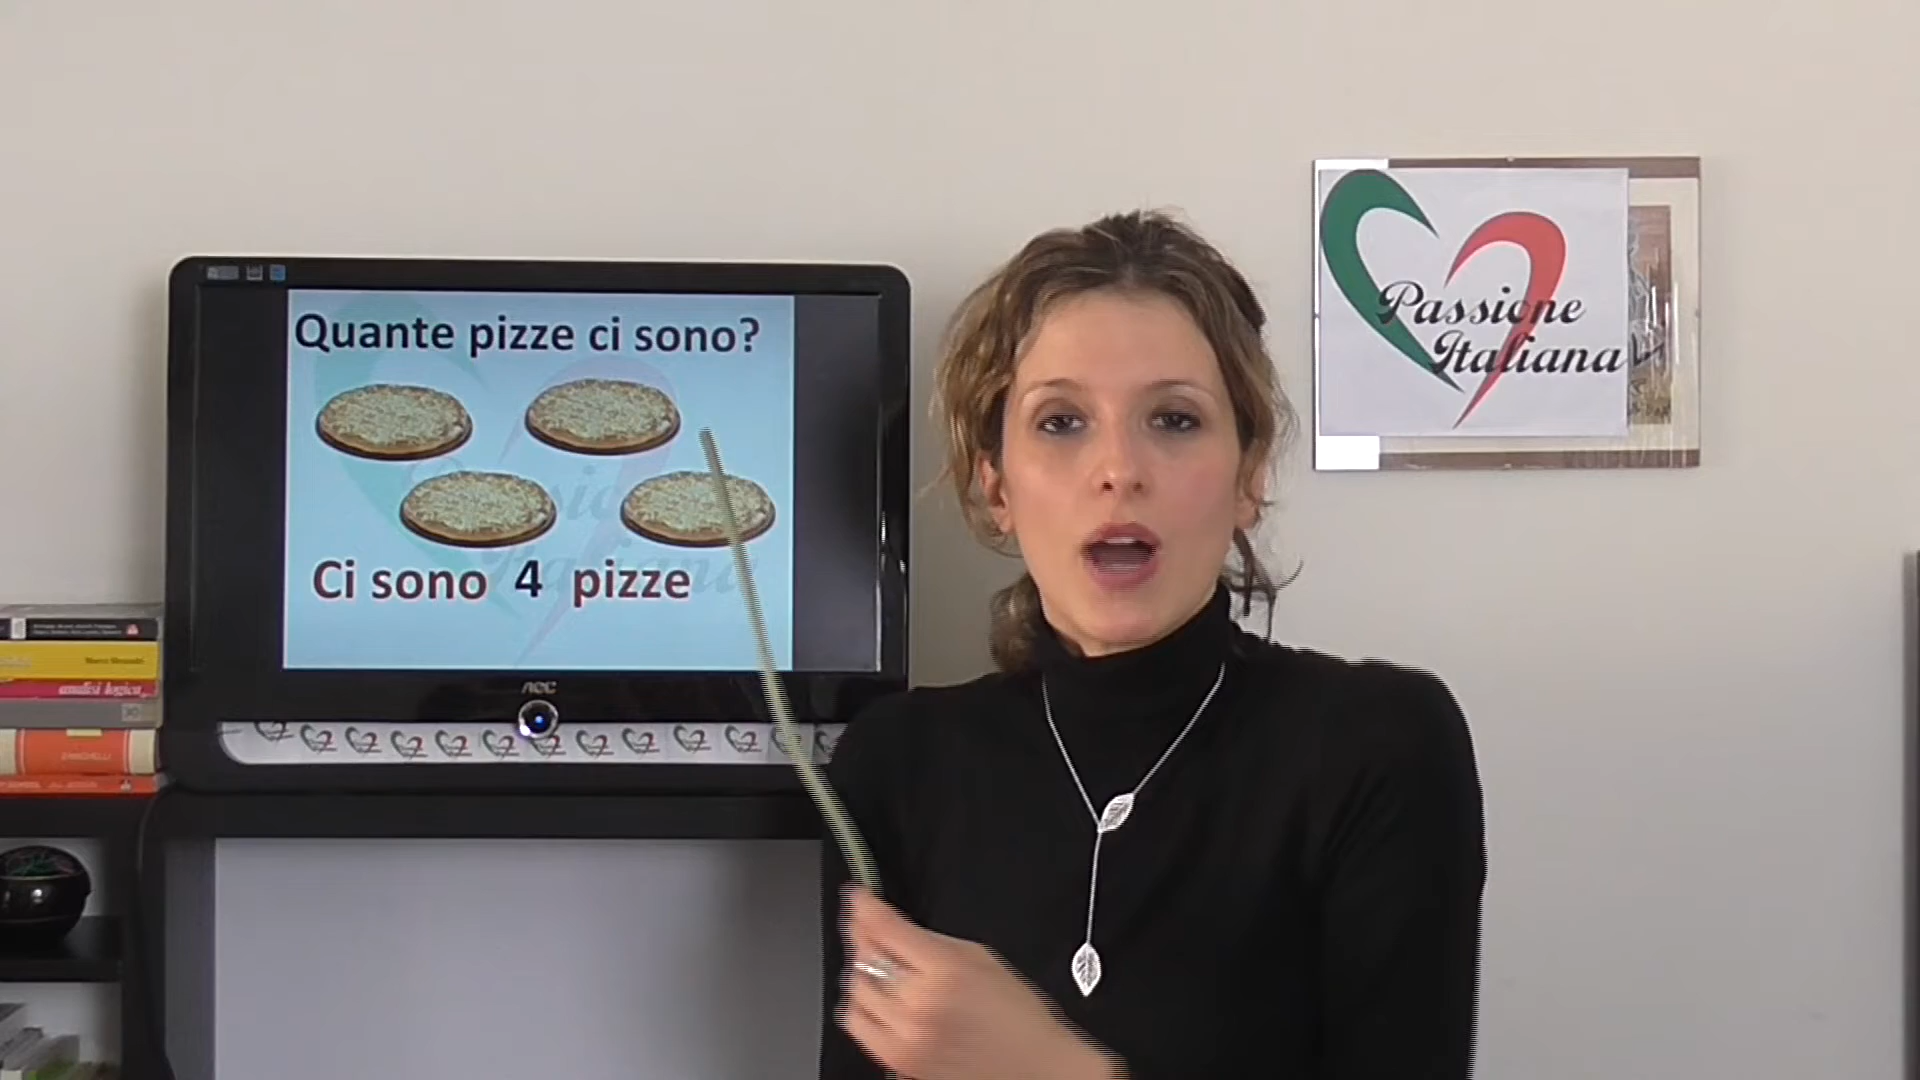 Quante pizze ci sono?
Ci sono 4 pizze
Passione
Italiana
AOC
analisi logica
ZANICHELLI